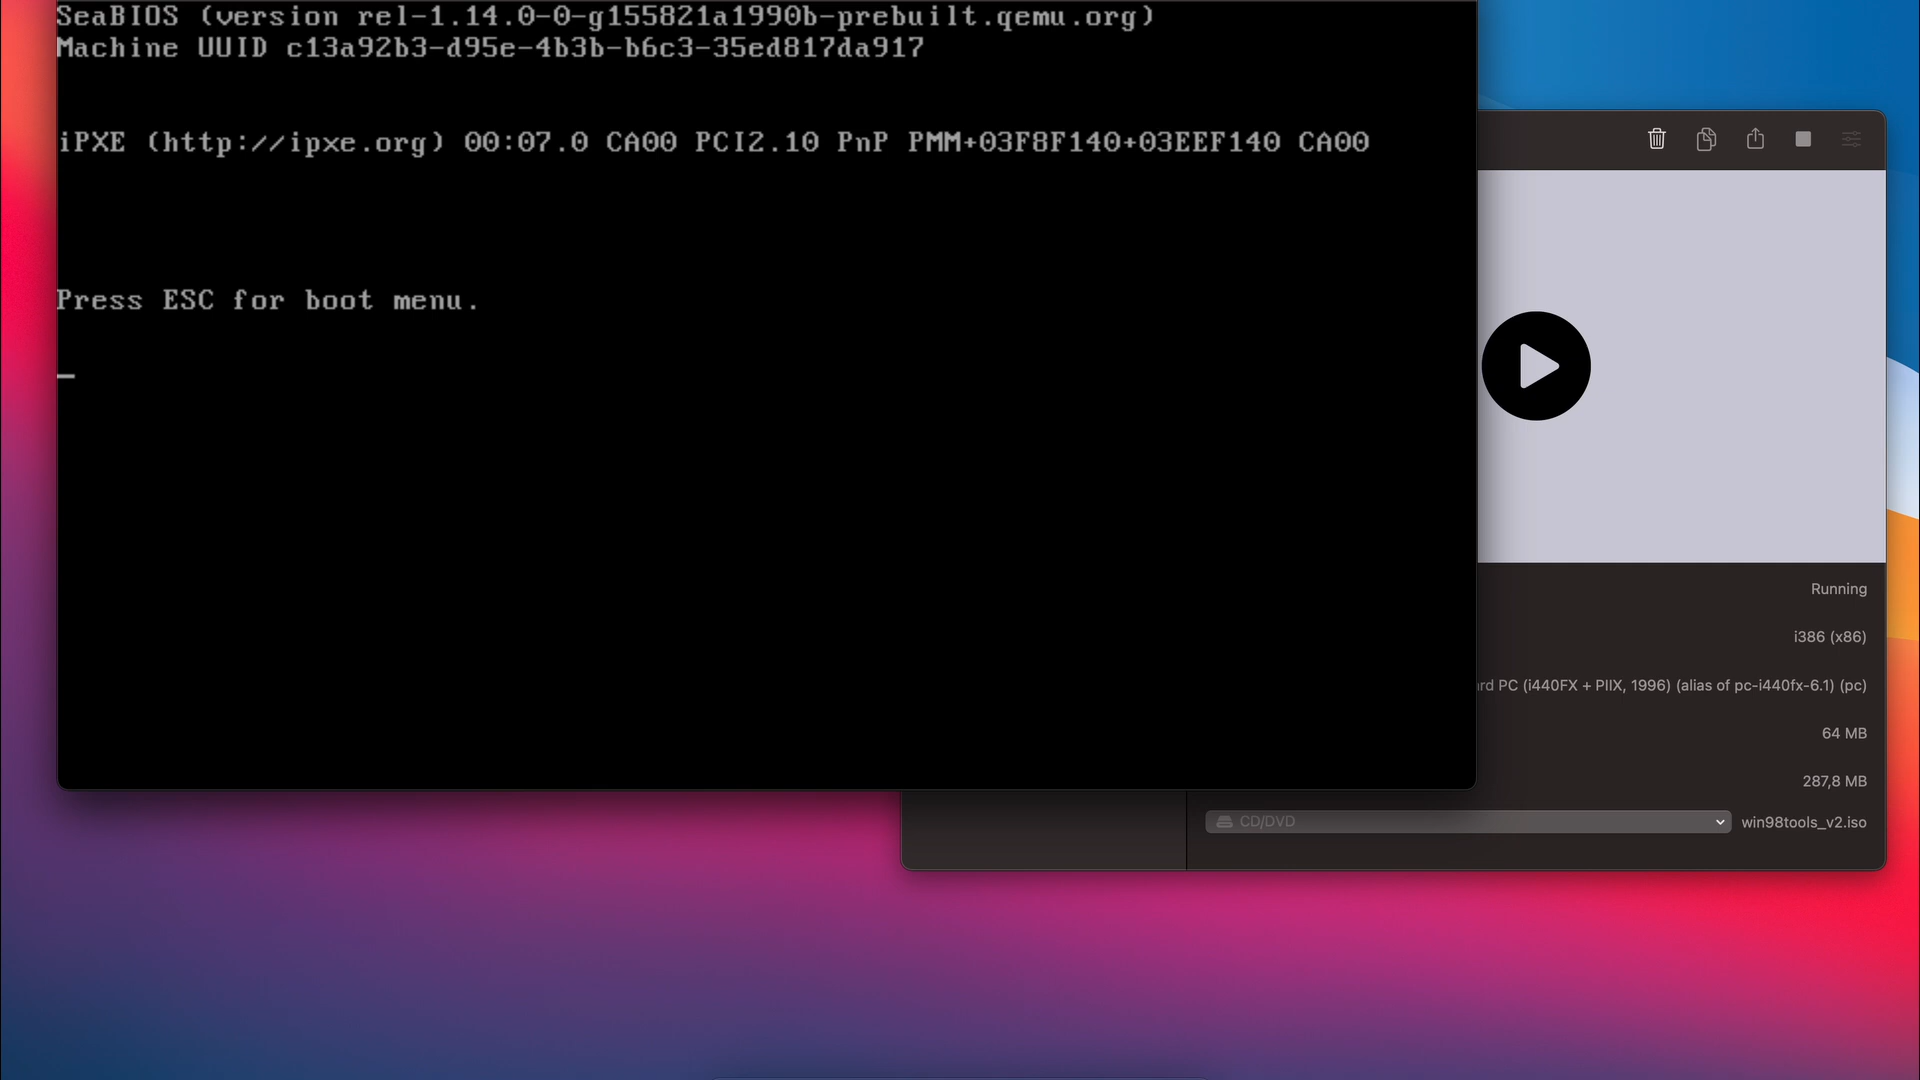 SeaBIOS (version rel-1.14.0-0-g155821a1990b-prebuilt.qemu.org)
Machine UUID c13a92b3-d95e-4b3b-b6c3-35ed817da917
iPXE (http://ipxe.org) 00:07.0 CA00 PCI2.10 PnP PMM+03F8F140+03EEF140 CA00
Press ESC for boot menu.
Running
i386 (x86)
rd PC (i440FX + PIIX, 1996) (alias of pc-i440fx-6.1) (pc)
64 MB
287,8 MB
CD/DVD win98tools_v2.iso